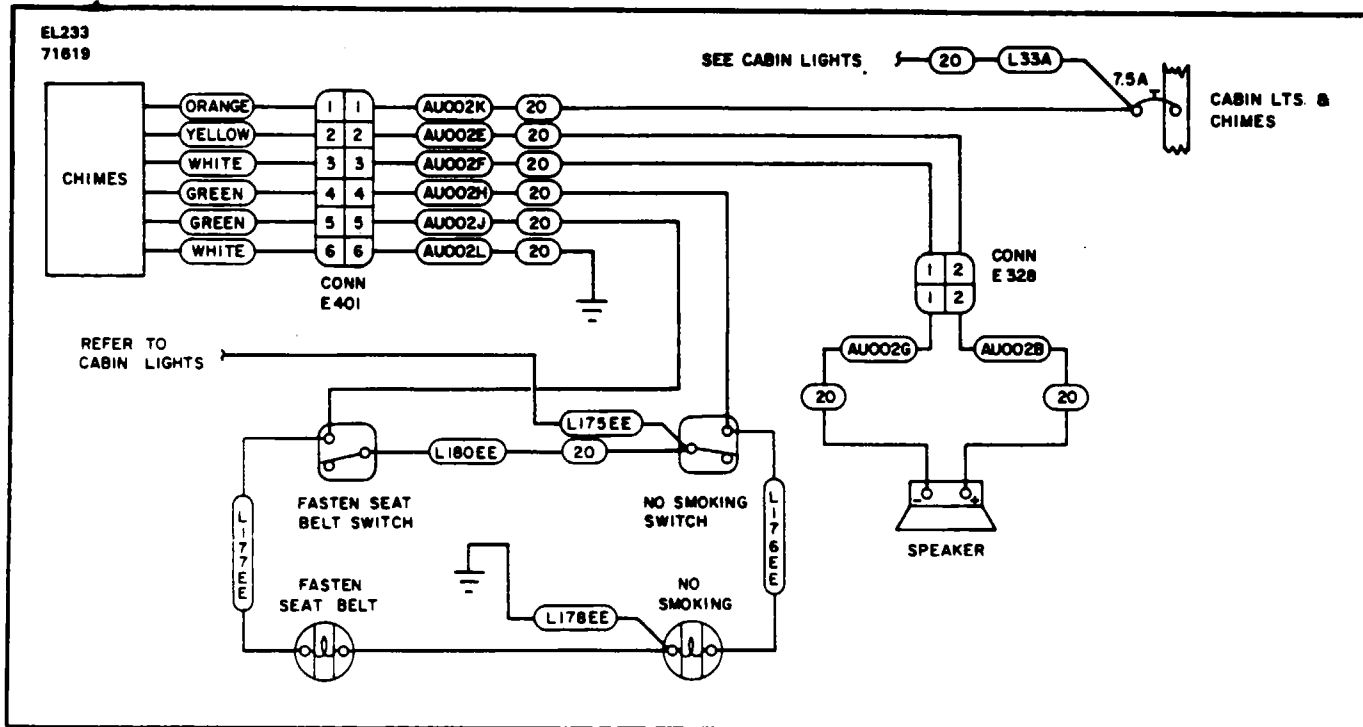 EL233
71619
SEE CABIN LIGHTS 20 L33A
7.5A
CABIN LTS. &
CHIMES
CHIMES
ORANGE 1 1 AU002K 20
YELLOW 2 2 AU002E 20
WHITE 3 3 AU002F 20
GREEN 4 4 AU002H 20
GREEN 5 5 AU002J 20
WHITE 6 6 AU002L 20
CONN
E401
1 2
1 2
CONN
E328
REFER TO
CABIN LIGHTS
AU002G AU002B
20 20
L175EE
L180EE 20
FASTEN SEAT
BELT SWITCH
NO SMOKING
SWITCH
L177EE
L176EE
- +
SPEAKER
FASTEN
SEAT BELT
L178EE
NO
SMOKING